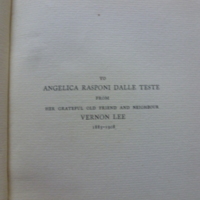 TO
ANGELICA RASPONI DALLE TESTE
FROM
HER GRATEFUL OLD FRIEND AND NEIGHBOUR
VERNON LEE